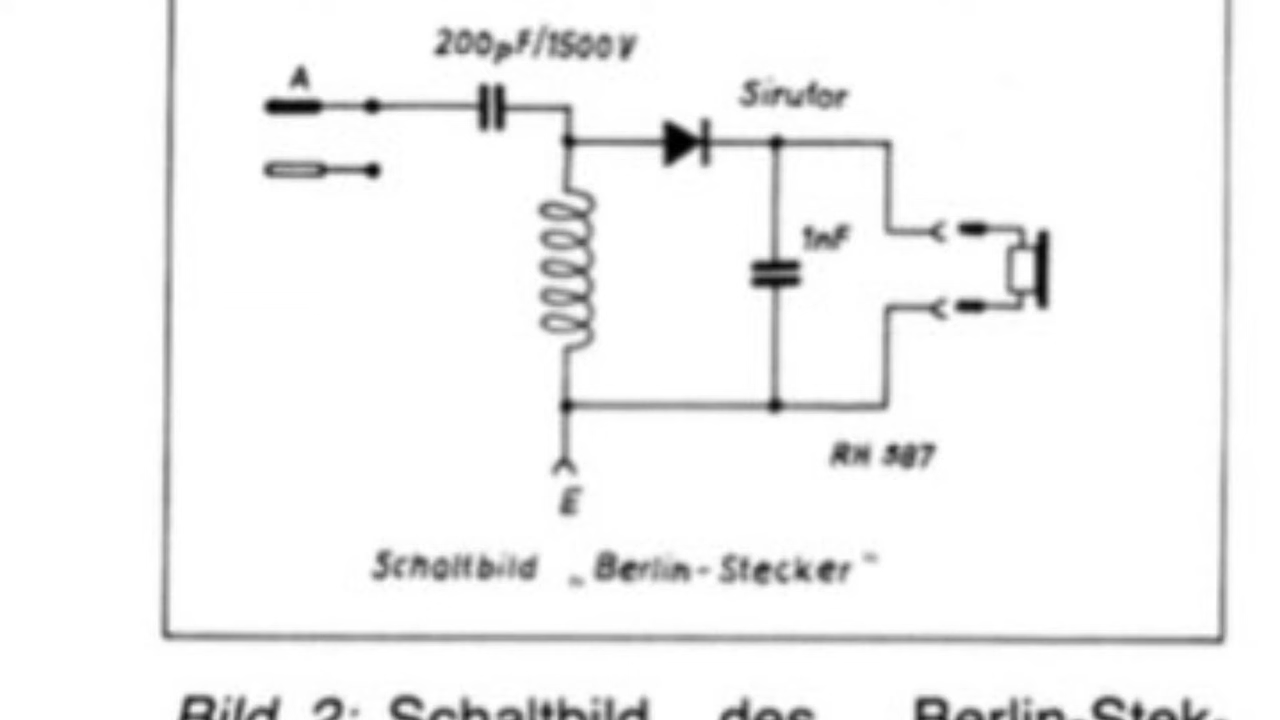 200pF/1500V
A
Sirutor
1nF
RH 587
E
Schaltbild „Berlin-Stecker"
Bild 2: Schaltbild des Berlin-Stek-